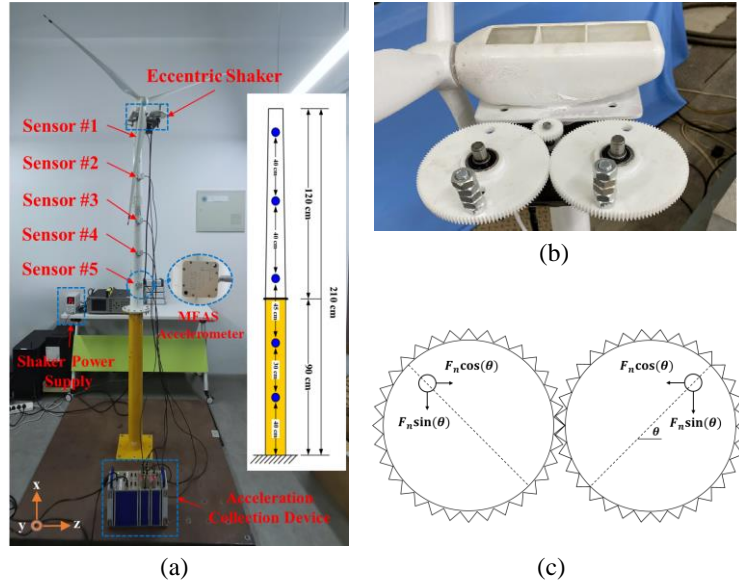 Eccentric Shaker
Sensor #1
Sensor #2
Sensor #3
Sensor #4
Sensor #5
MEAS
Accelerometer
Shaker Power
Supply
Acceleration
Collection Device
x
y
z
40 cm
40 cm
45 cm
30 cm
40 cm
120 cm
210 cm
90 cm
(a)
(b)
Fₙcos(θ)
Fₙcos(θ)
Fₙsin(θ)
Fₙsin(θ)
θ
(c)